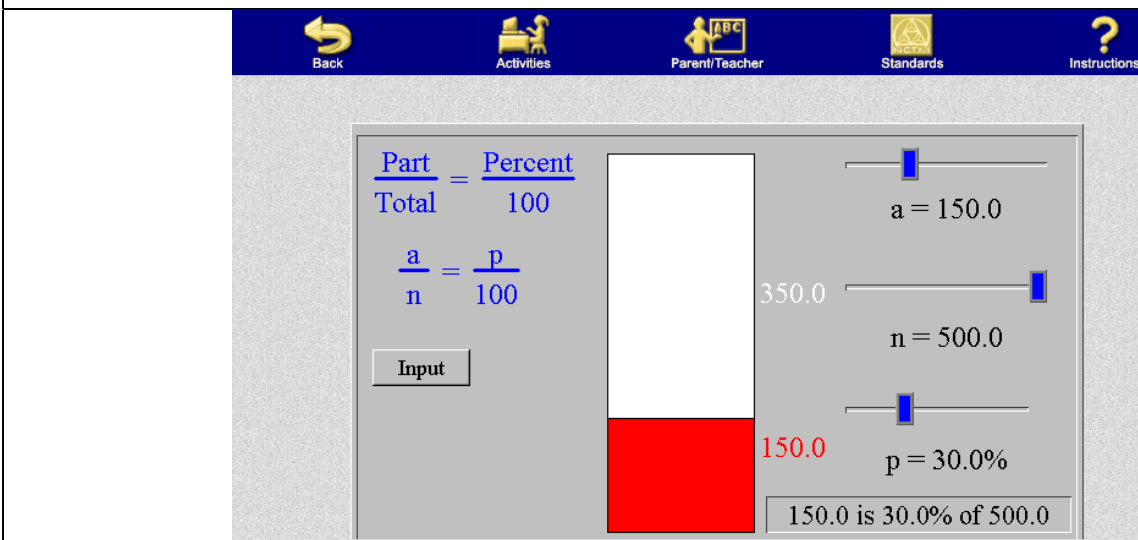 Back Activities Parent/Teacher Standards Instructions
ABC
NCTM
Part = Percent
Total 100
a = p
n 100
Input
350.0
150.0
a = 150.0
n = 500.0
p = 30.0%
150.0 is 30.0% of 500.0